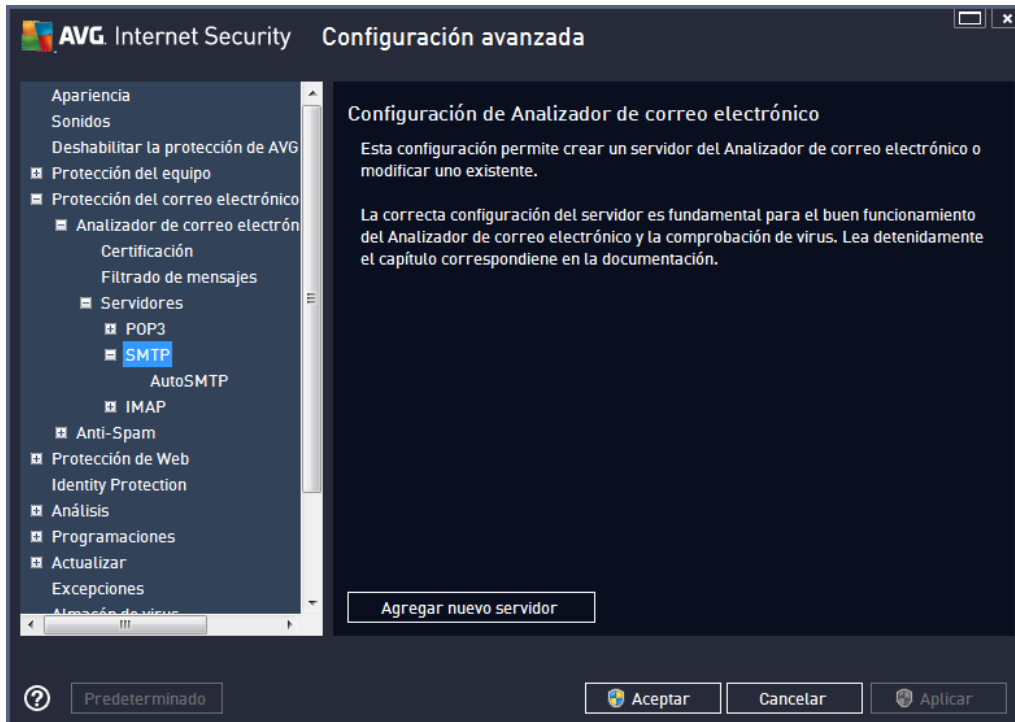 AVG. Internet Security
Configuración avanzada
Apariencia
Sonidos
Deshabilitar la protección de AVG
Protección del equipo
Protección del correo electrónico
Analizador de correo electrón
Certificación
Filtrado de mensajes
Servidores
POP3
SMTP
AutoSMTP
IMAP
Anti-Spam
Protección de Web
Identity Protection
Análisis
Programaciones
Actualizar
Excepciones
Almacén de virus
Configuración de Analizador de correo electrónico
Esta configuración permite crear un servidor del Analizador de correo electrónico o
modificar uno existente.
La correcta configuración del servidor es fundamental para el buen funcionamiento
del Analizador de correo electrónico y la comprobación de virus. Lea detenidamente
el capítulo correspondiene en la documentación.
Agregar nuevo servidor
Predeterminado
Aceptar
Cancelar
Aplicar